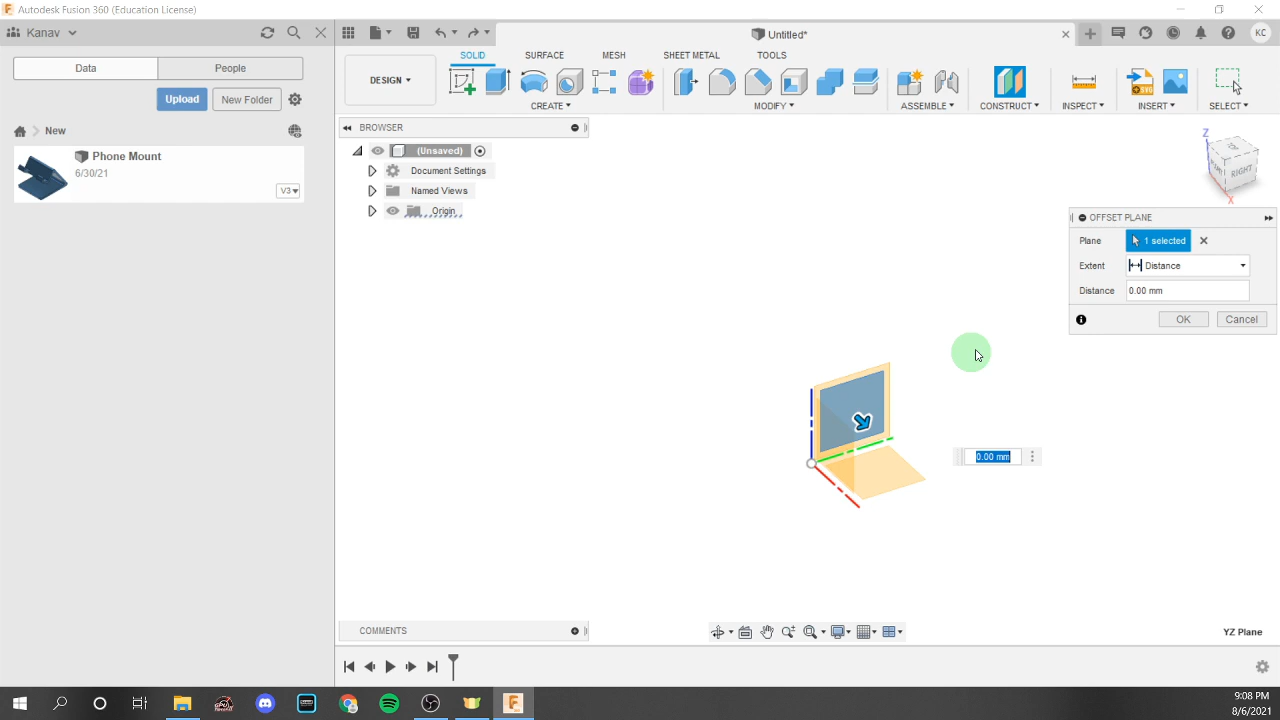 Autodesk Fusion 360 (Education License)
Kanav
Untitled*
KC
Data
People
Upload
New Folder
New
Phone Mount
6/30/21
V3
DESIGN
SOLID
SURFACE
MESH
SHEET METAL
TOOLS
CREATE
MODIFY
ASSEMBLE
CONSTRUCT
INSPECT
INSERT
SELECT
BROWSER
(Unsaved)
Document Settings
Named Views
Origin
Z
RIGHT
X
OFFSET PLANE
Plane
1 selected
Extent
Distance
Distance
0.00 mm
OK
Cancel
0.00 mm
COMMENTS
YZ Plane
9:08 PM
8/6/2021